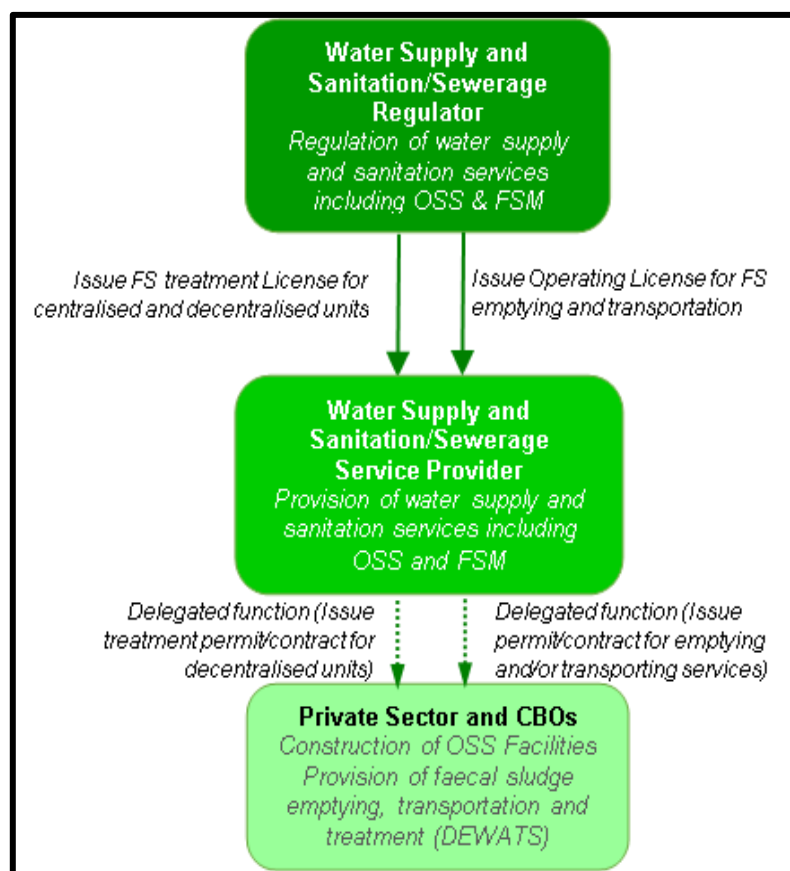 Water Supply and
Sanitation/Sewerage
Regulator
Regulation of water supply
and sanitation services
including OSS & FSM
Issue FS treatment License for
centralised and decentralised units
Issue Operating License for FS
emptying and transportation
Water Supply and
Sanitation/Sewerage
Service Provider
Provision of water supply and
sanitation services including
OSS and FSM
Delegated function (Issue
treatment permit/contract for
decentralised units)
Delegated function (Issue
permit/contract for emptying
and/or transporting services)
Private Sector and CBOs
Construction of OSS Facilities
Provision of faecal sludge
emptying, transportation and
treatment (DEWATS)